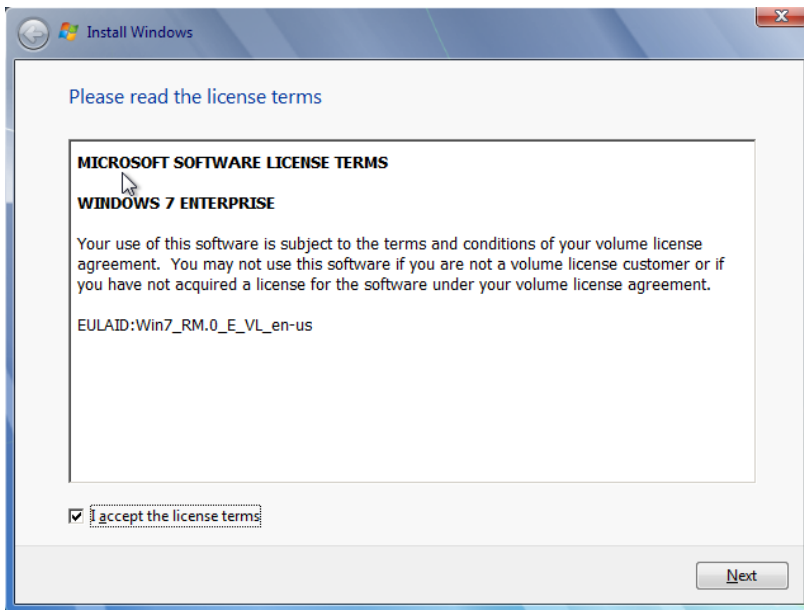 Install Windows
Please read the license terms
MICROSOFT SOFTWARE LICENSE TERMS
WINDOWS 7 ENTERPRISE
Your use of this software is subject to the terms and conditions of your volume license
agreement.  You may not use this software if you are not a volume license customer or if
you have not acquired a license for the software under your volume license agreement.
EULAID:Win7_RM.0_E_VL_en-us
I accept the license terms
Next